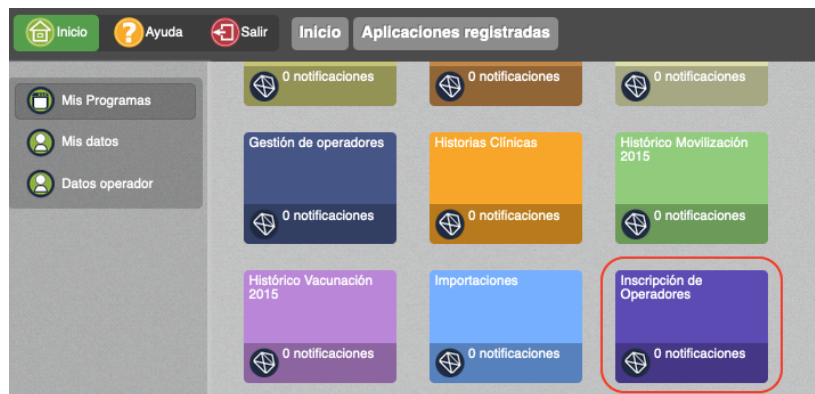 Inicio
Ayuda
Salir
Inicio
Aplicaciones registradas
Mis Programas
Mis datos
Datos operador
0 notificaciones
0 notificaciones
0 notificaciones
Gestión de operadores
0 notificaciones
Historias Clínicas
0 notificaciones
Histórico Movilización
2015
0 notificaciones
Histórico Vacunación
2015
0 notificaciones
Importaciones
0 notificaciones
Inscripción de
Operadores
0 notificaciones